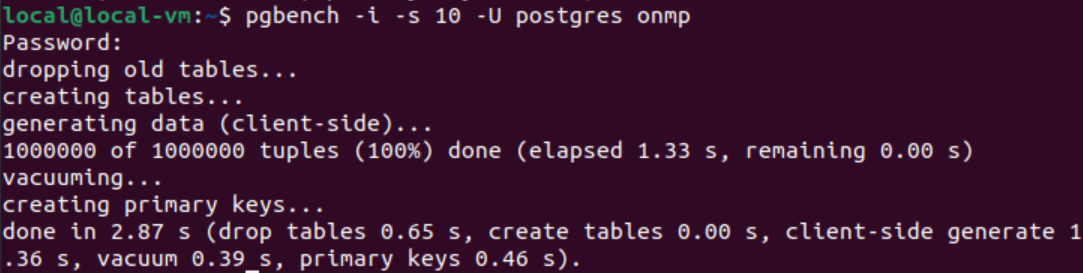 local@local-vm:~$ pgbench -i -s 10 -U postgres onmp
Password:
dropping old tables...
creating tables...
generating data (client-side)...
1000000 of 1000000 tuples (100%) done (elapsed 1.33 s, remaining 0.00 s)
vacuuming...
creating primary keys...
done in 2.87 s (drop tables 0.65 s, create tables 0.00 s, client-side generate 1
.36 s, vacuum 0.39 s, primary keys 0.46 s).